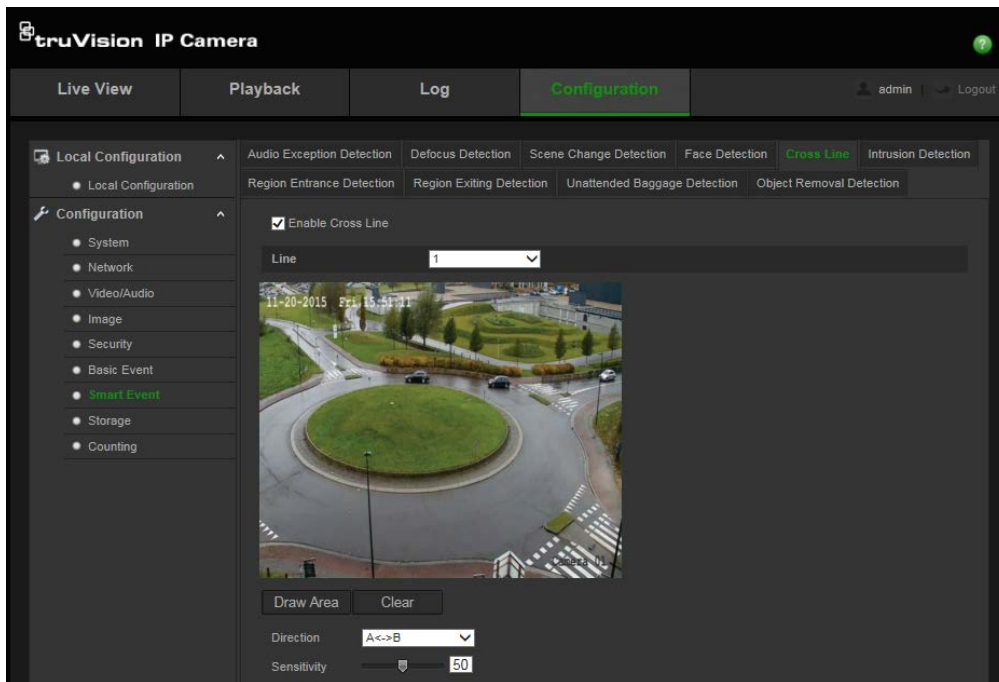 truVision IP Camera
?
Live View Playback Log Configuration admin | Logout
Local Configuration
Local Configuration
Configuration
System
Network
Video/Audio
Image
Security
Basic Event
Smart Event
Storage
Counting
Audio Exception Detection Defocus Detection Scene Change Detection Face Detection Cross Line Intrusion Detection
Region Entrance Detection Region Exiting Detection Unattended Baggage Detection Object Removal Detection
Enable Cross Line
Line 1
11-20-2015 Fri 15:51:11
Camera 01
Draw Area Clear
Direction A<->B
Sensitivity 50